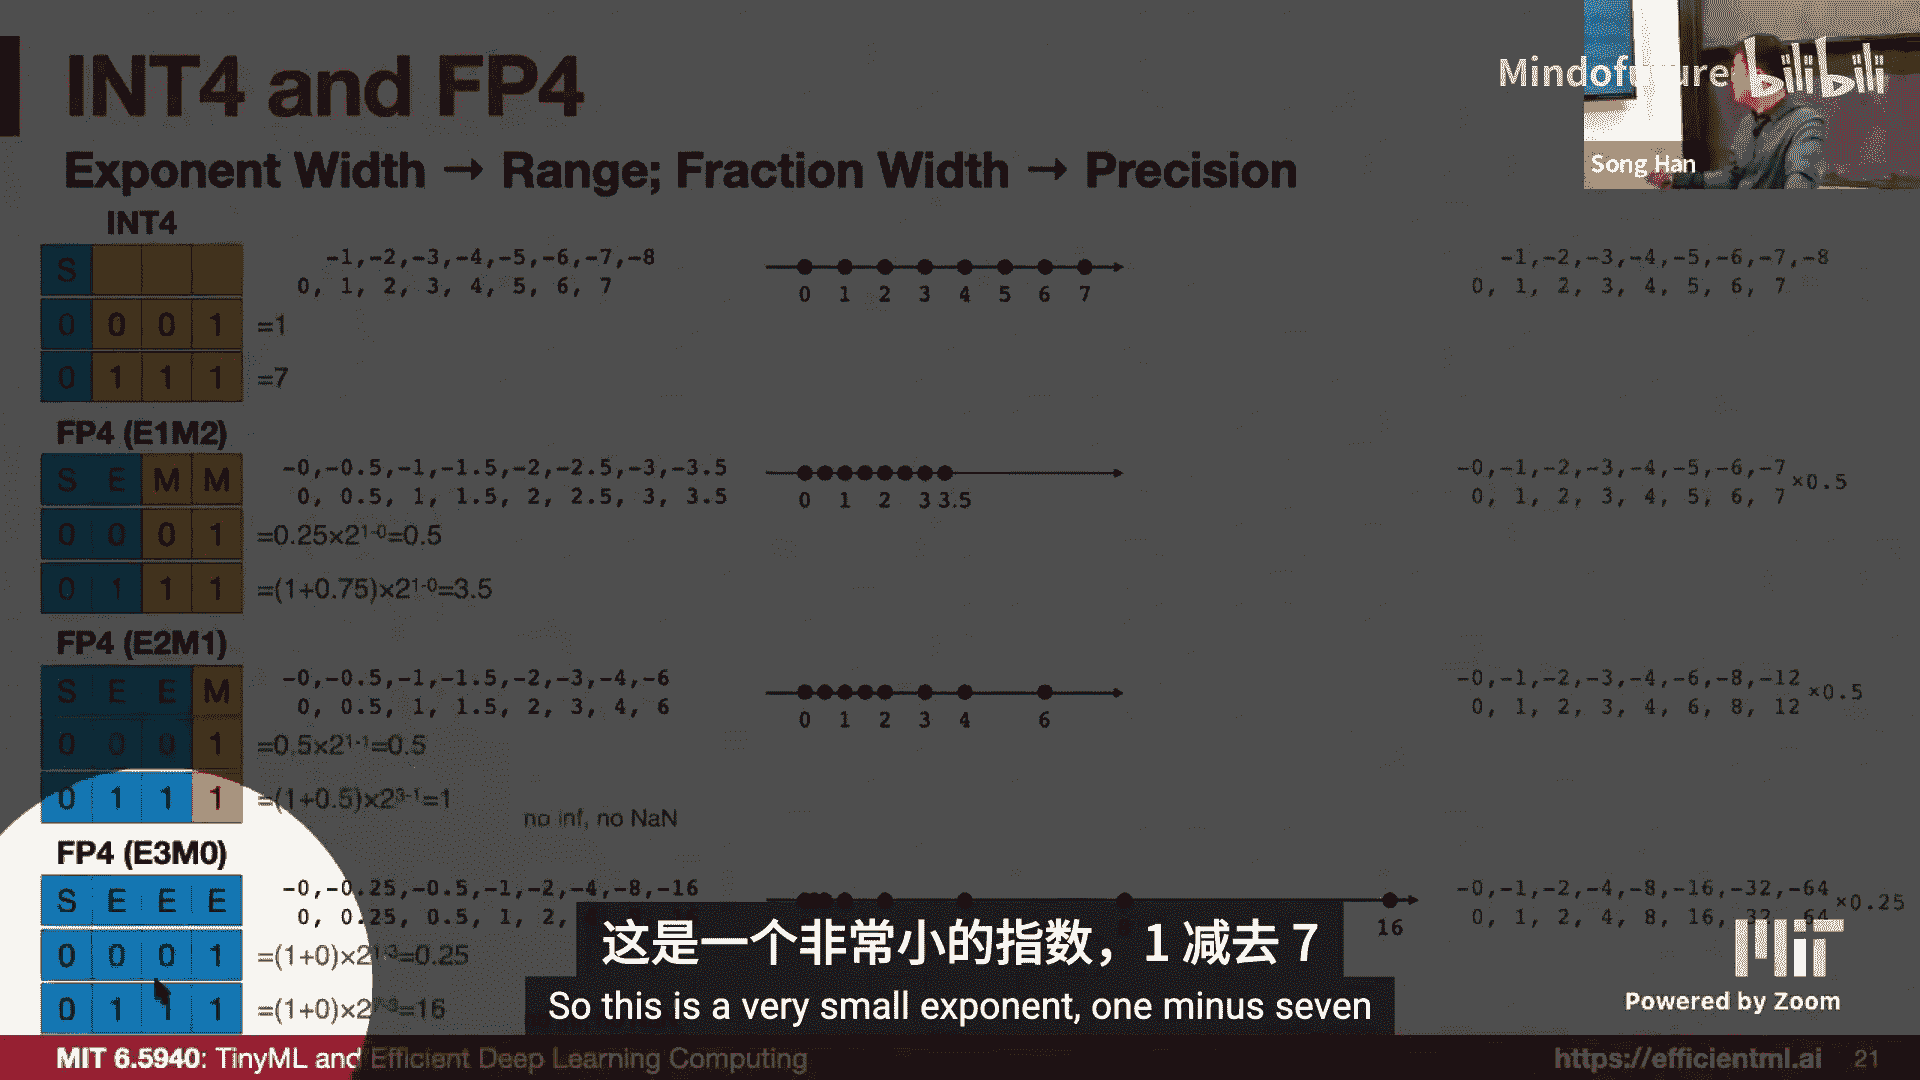 INT4 and FP4
Mindofuture bilibili
Song Han
Exponent Width → Range; Fraction Width → Precision
INT4
S
-1,-2,-3,-4,-5,-6,-7,-8
0, 1, 2, 3, 4, 5, 6, 7
0 1 2 3 4 5 6 7
-1,-2,-3,-4,-5,-6,-7,-8
0, 1, 2, 3, 4, 5, 6, 7
0 0 0 1 =1
0 1 1 1 =7
FP4 (E1M2)
S E M M
-0,-0.5,-1,-1.5,-2,-2.5,-3,-3.5
0, 0.5, 1, 1.5, 2, 2.5, 3, 3.5
0 1 2 3 3.5
-0,-1,-2,-3,-4,-5,-6,-7
0, 1, 2, 3, 4, 5, 6, 7
×0.5
0 0 0 1 =0.25×2¹⁻⁰=0.5
0 1 1 1 =(1+0.75)×2¹⁻⁰=3.5
FP4 (E2M1)
S E E M
-0,-0.5,-1,-1.5,-2,-3,-4,-6
0, 0.5, 1, 1.5, 2, 3, 4, 6
0 1 2 3 4 6
-0,-1,-2,-3,-4,-6,-8,-12
0, 1, 2, 3, 4, 6, 8, 12
×0.5
0 0 0 1 =0.5×2¹⁻¹=0.5
0 1 1 1 =(1+0.5)×2³⁻¹=1
no inf, no NaN
FP4 (E3M0)
S E E E
-0,-0.25,-0.5,-1,-2,-4,-8,-16
0, 0.25, 0.5, 1, 2,
16
-0,-1,-2,-4,-8,-16,-32,-64
0, 1, 2, 4, 8, 16, 32, 64
×0.25
0 0 0 1 =(1+0)×2¹⁻³=0.25
0 1 1 1 =(1+0)×2⁷⁻³=16
这是一个非常小的指数，1 减去 7
So this is a very small exponent, one minus seven
MIT
Powered by Zoom
MIT 6.5940: TinyML and Efficient Deep Learning Computing
https://efficientml.ai 21